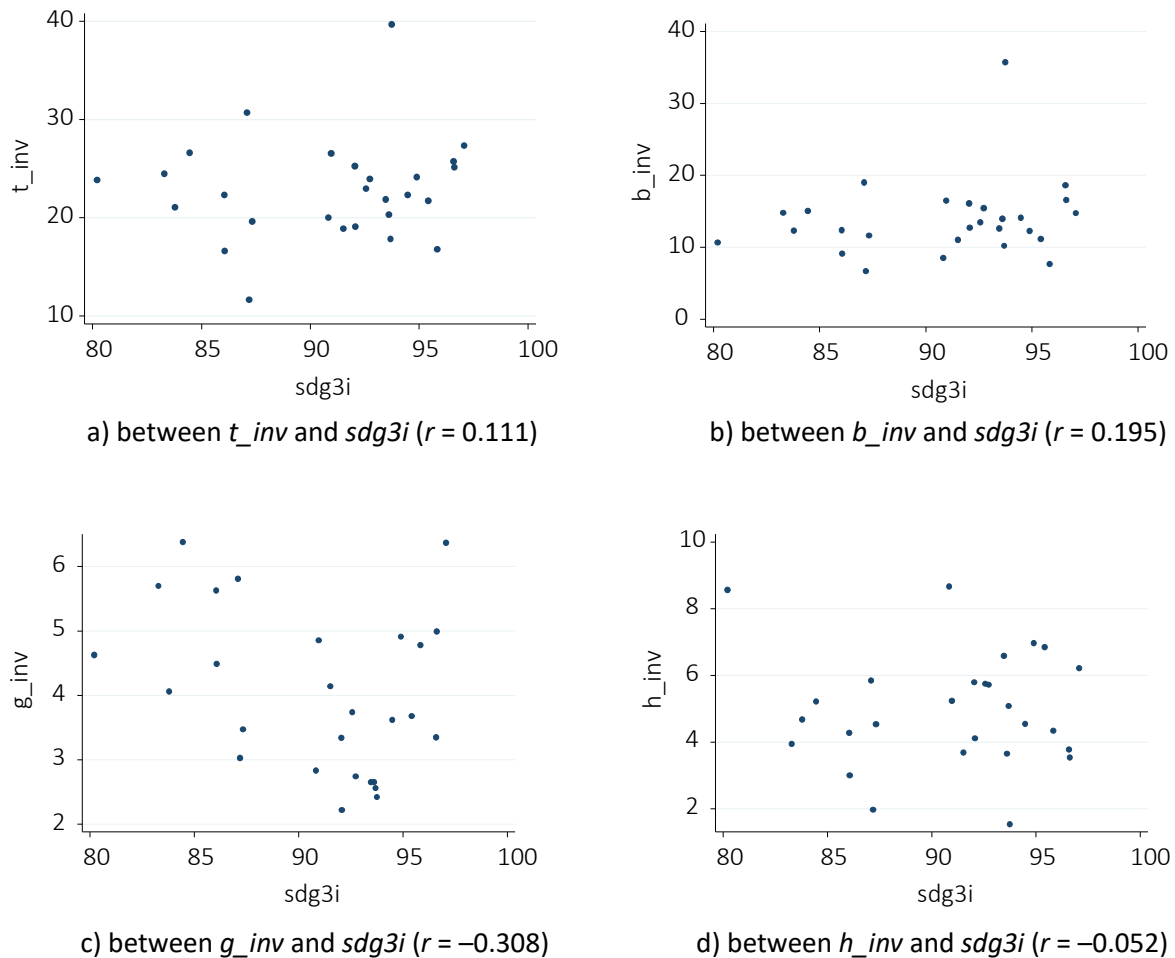 40
30
20
10
t_inv
80 85 90 95 100
sdg3i
a) between t_inv and sdg3i (r = 0.111)
40
30
20
10
0
b_inv
80 85 90 95 100
sdg3i
b) between b_inv and sdg3i (r = 0.195)
6
5
4
3
2
g_inv
80 85 90 95 100
sdg3i
c) between g_inv and sdg3i (r = –0.308)
10
8
6
4
2
h_inv
80 85 90 95 100
sdg3i
d) between h_inv and sdg3i (r = –0.052)